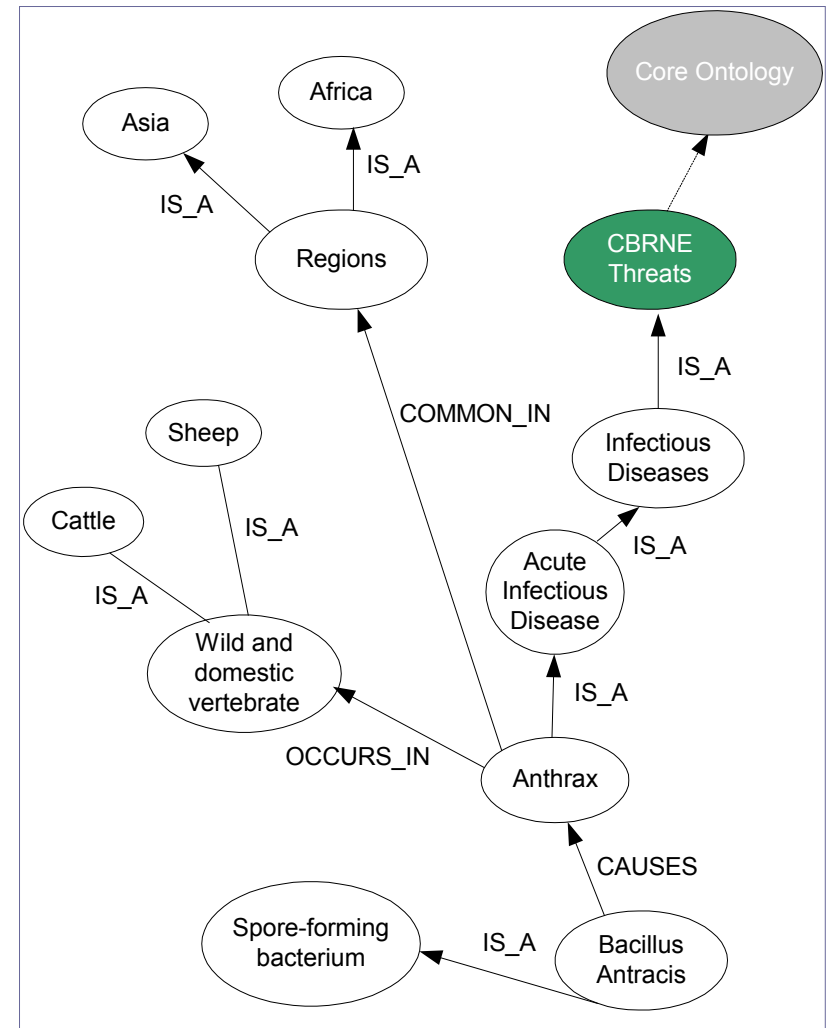 Core Ontology
Africa
Asia
IS_A
IS_A
CBRNE
Threats
Regions
IS_A
COMMON_IN
Sheep
Infectious
Diseases
Cattle
IS_A
IS_A
Acute
Infectious
Disease
IS_A
Wild and
domestic
vertebrate
IS_A
OCCURS_IN
Anthrax
CAUSES
Spore-forming
bacterium
IS_A
Bacillus
Antracis